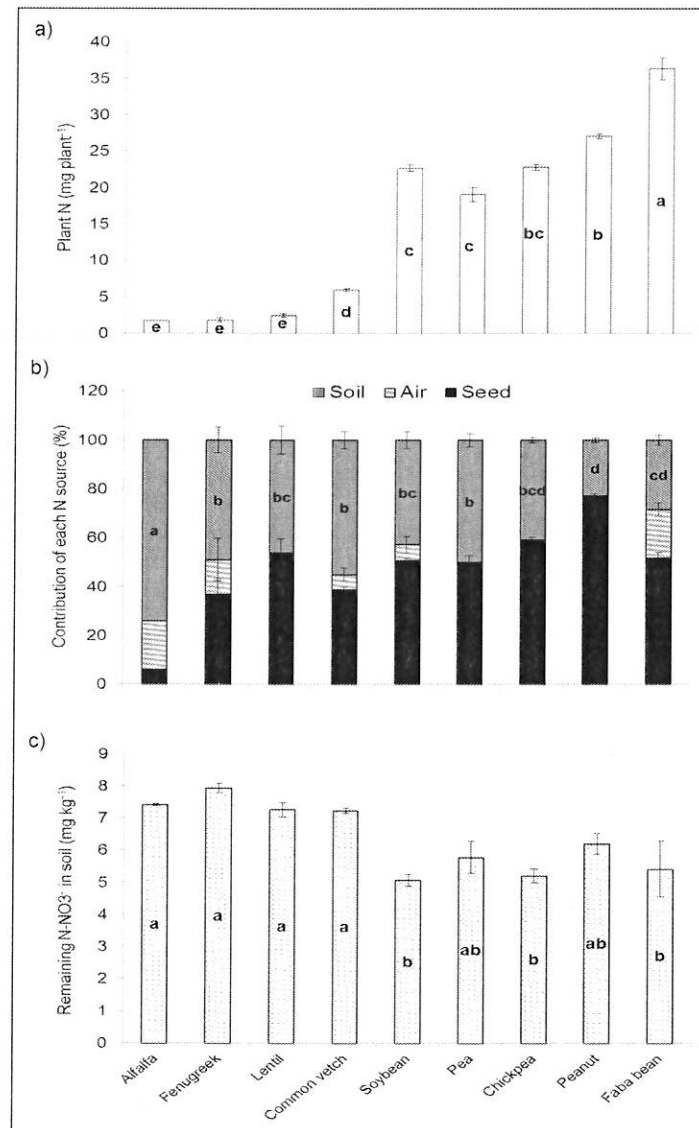 a)
Plant N (mg plant⁻¹)
40
35
30
25
20
15
10
5
0
e e e d c c bc b a
b)
Contribution of each N source (%)
Soil Air Seed
120
100
80
60
40
20
0
a b bc b bc b bcd d cd
c)
Remaining N-NO3⁻ in soil (mg kg⁻¹)
9
8
7
6
5
4
3
2
1
0
a a a a b ab b ab b
Alfalfa Fenugreek Lentil Common vetch Soybean Pea Chickpea Peanut Faba bean